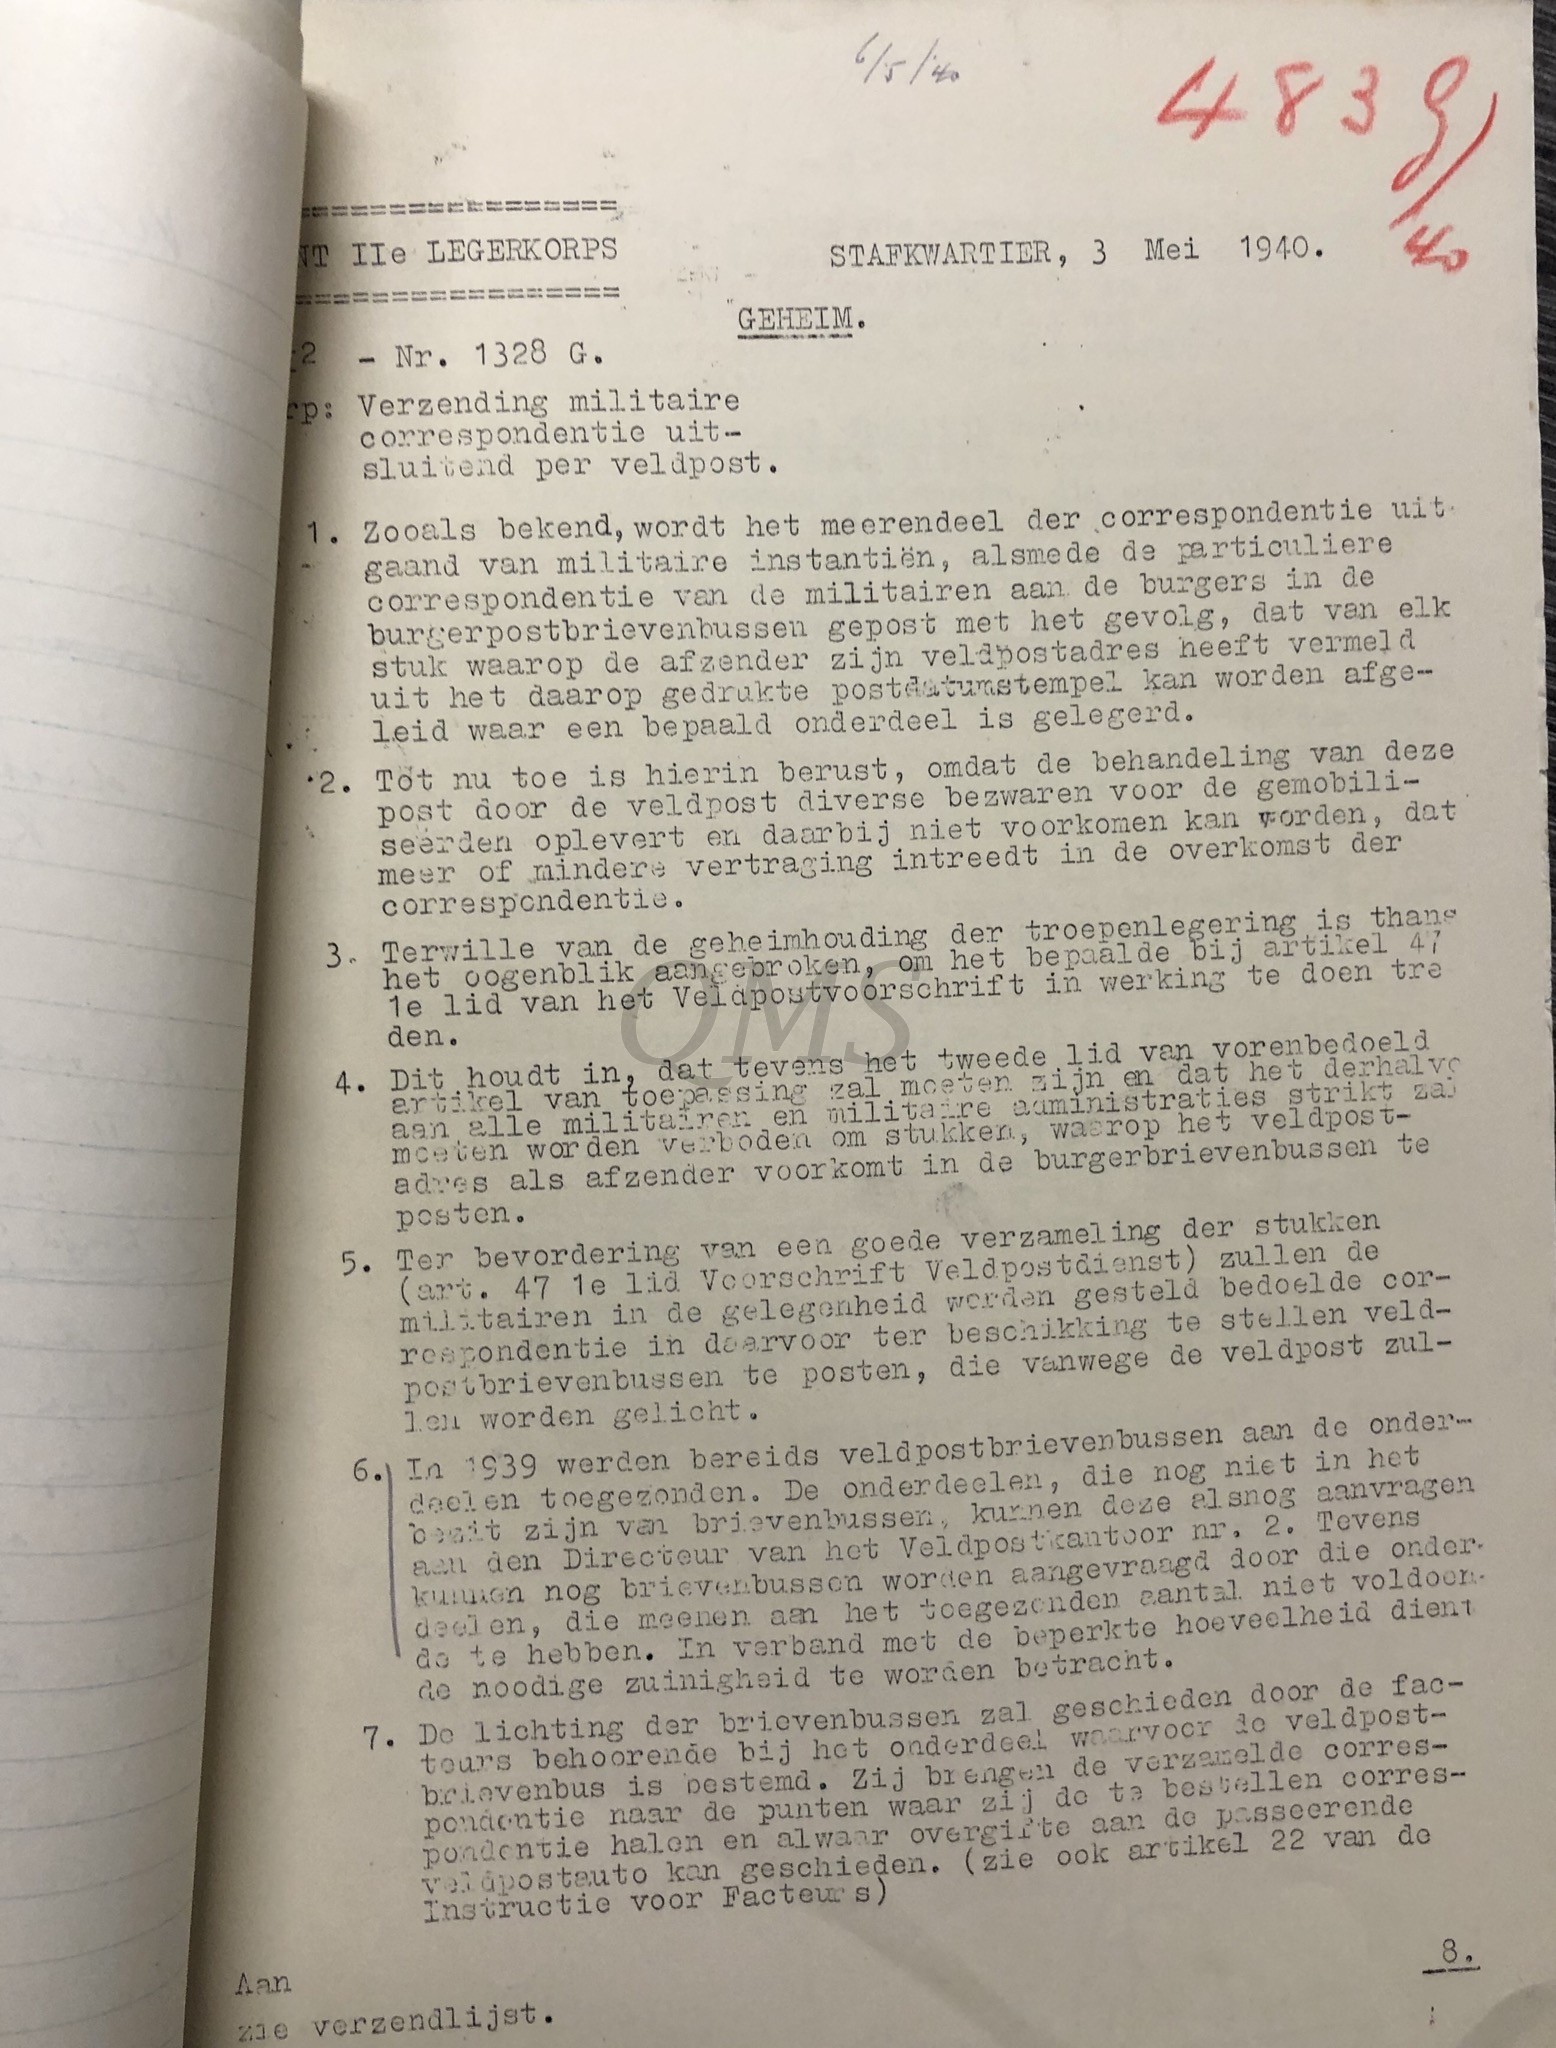 6/5/40
483 G/40
NT IIe LEGERKORPS
STAFKWARTIER, 3 Mei 1940.
GEHEIM.
2 - Nr. 1328 G.
rp: Verzending militaire
correspondentie uit-
sluitend per veldpost.
1. Zooals bekend, wordt het meerendeel der correspondentie uit-
gaand van militaire instantiën, alsmede de particuliere
correspondentie van de militairen aan de burgers in de
burgerpostbrievenbussen gepost met het gevolg, dat van elk
stuk waarop de afzender zijn veldpostadres heeft vermeld
uit het daarop gedrukte postdatumstempel kan worden afge-
leid waar een bepaald onderdeel is gelegerd.
2. Tot nu toe is hierin berust, omdat de behandeling van deze
post door de veldpost diverse bezwaren voor de gemobili-
seerden oplevert en daarbij niet voorkomen kan worden, dat
meer of mindere vertraging intreedt in de overkomst der
correspondentie.
3. Terwille van de geheimhouding der troepenlegering is thans
het oogenblik aangebroken, om het bepaalde bij artikel 47
1e lid van het Veldpostvoorschrift in werking te doen tre
den.
4. Dit houdt in, dat tevens het tweede lid van vorenbedoeld
artikel van toepassing zal moeten zijn en dat het derhalve
aan alle militairen en militaire administraties strikt zal
moeten worden verboden om stukken, waarop het veldpost-
adres als afzender voorkomt in de burgerbrievenbussen te
posten.
5. Ter bevordering van een goede verzameling der stukken
(art. 47 1e lid Voorschrift Veldpostdienst) zullen de
militairen in de gelegenheid worden gesteld bedoelde cor-
respondentie in daarvoor ter beschikking te stellen veld-
postbrievenbussen te posten, die vanwege de veldpost zul-
len worden gelicht.
6. In 1939 werden bereids veldpostbrievenbussen aan de onder-
deelen toegezonden. De onderdeelen, die nog niet in het
bezit zijn van brievenbussen, kunnen deze alsnog aanvragen
aan den Directeur van het Veldpostkantoor nr. 2. Tevens
kunnen nog brievenbussen worden aangevraagd door die onder-
deelen, die meenen aan het toegezonden aantal niet voldoen-
de te hebben. In verband met de beperkte hoeveelheid dient
de noodige zuinigheid te worden betracht.
7. De lichting der brievenbussen zal geschieden door de fac-
teurs behoorende bij het onderdeel waarvoor de veldpost-
brievenbus is bestemd. Zij brengen de verzamelde corres-
pondentie naar de punten waar zij de te bestellen corres-
pondentie halen en alwaar overgifte aan de passeerende
veldpostauto kan geschieden. (zie ook artikel 22 van de
Instructie voor Facteurs)
8.
Aan
zie verzendlijst.
QMS